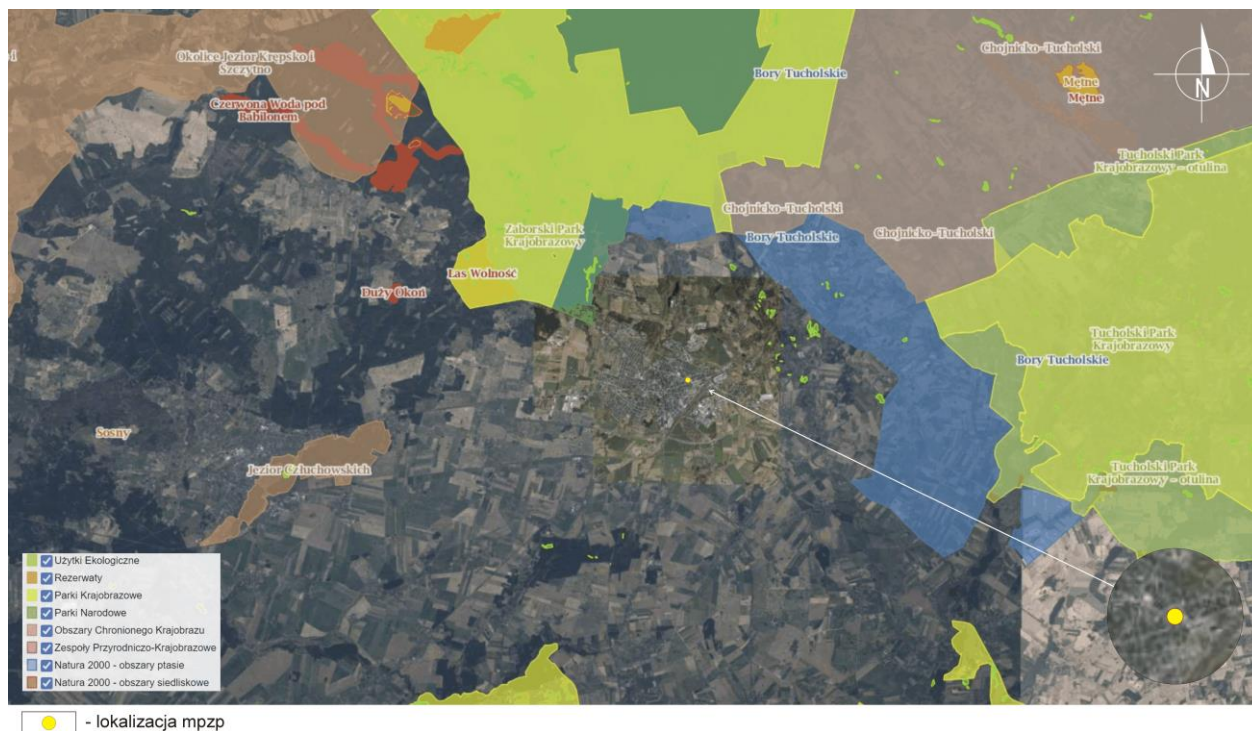 i
Okolice Jezior Krępsko i
Szczytno
Chojnicko-Tucholski
Bory Tucholskie
Mętne
Mętne
N
Czerwona Woda pod
Babilonem
Tucholski Park
Krajobrazowy - otulina
Chojnicko-Tucholski
Zaborski Park
Krajobrazowy
Bory Tucholskie
Chojnicko-Tucholski
Las Wolność
Duży Okoń
Tucholski Park
Krajobrazowy
Bory Tucholskie
Sosny
Jezior Człuchowskich
Tucholski Park
Krajobrazowy - otulina
Użytki Ekologiczne
Rezerwaty
Parki Krajobrazowe
Parki Narodowe
Obszary Chronionego Krajobrazu
Zespoły Przyrodniczo-Krajobrazowe
Natura 2000 - obszary ptasie
Natura 2000 - obszary siedliskowe
- lokalizacja mpzp